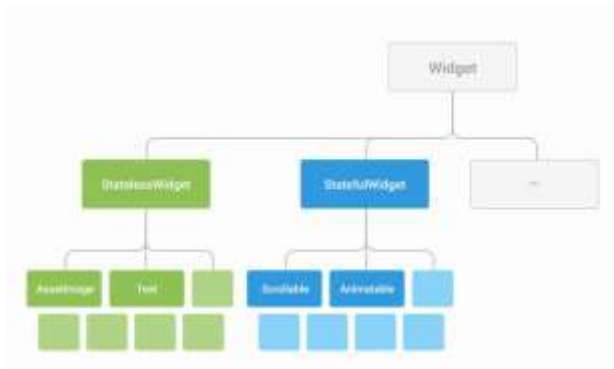 Widget
StatelessWidget
StatefulWidget
...
AssetImage
Text
Scrollable
Animatable